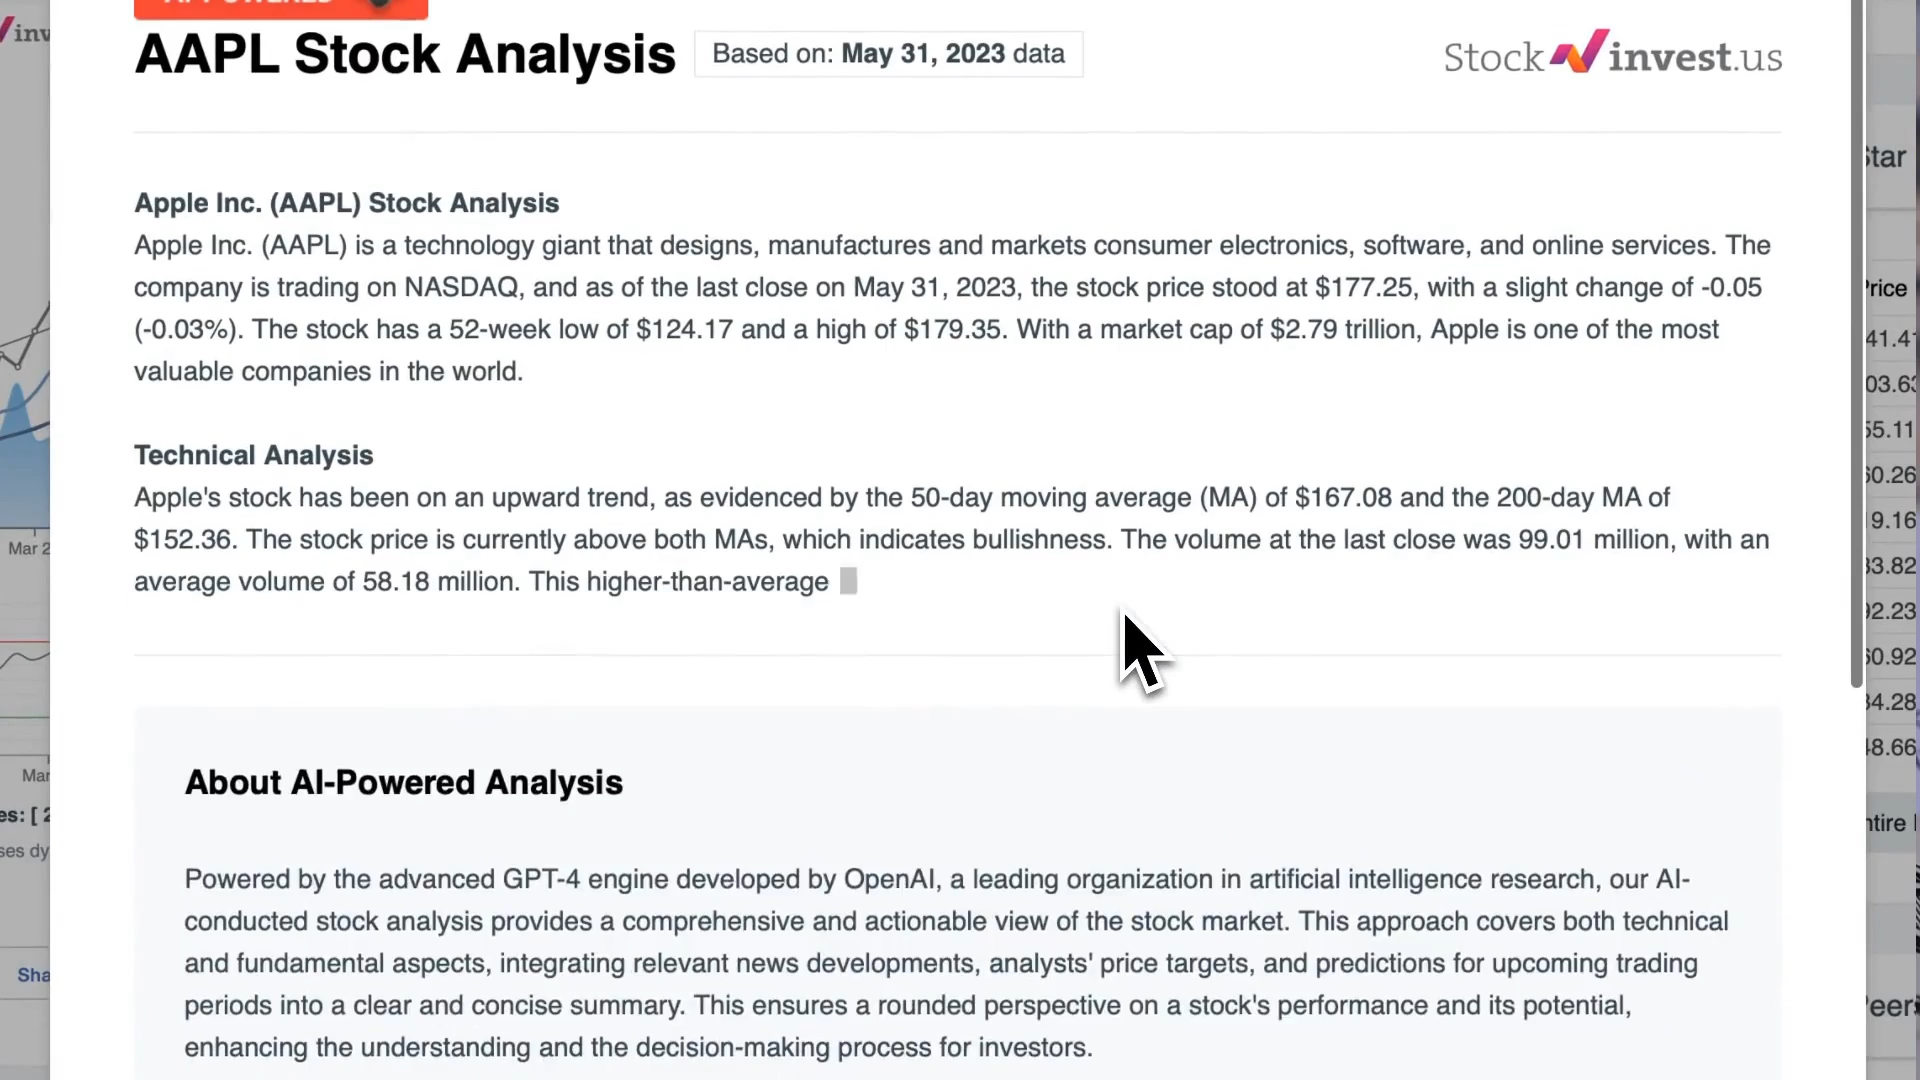 AAPL Stock Analysis
Based on: May 31, 2023 data
Stock invest.us
Apple Inc. (AAPL) Stock Analysis
Apple Inc. (AAPL) is a technology giant that designs, manufactures and markets consumer electronics, software, and online services. The
company is trading on NASDAQ, and as of the last close on May 31, 2023, the stock price stood at $177.25, with a slight change of -0.05
(-0.03%). The stock has a 52-week low of $124.17 and a high of $179.35. With a market cap of $2.79 trillion, Apple is one of the most
valuable companies in the world.
Technical Analysis
Apple's stock has been on an upward trend, as evidenced by the 50-day moving average (MA) of $167.08 and the 200-day MA of
$152.36. The stock price is currently above both MAs, which indicates bullishness. The volume at the last close was 99.01 million, with an
average volume of 58.18 million. This higher-than-average
About AI-Powered Analysis
Powered by the advanced GPT-4 engine developed by OpenAI, a leading organization in artificial intelligence research, our AI-
conducted stock analysis provides a comprehensive and actionable view of the stock market. This approach covers both technical
and fundamental aspects, integrating relevant news developments, analysts' price targets, and predictions for upcoming trading
periods into a clear and concise summary. This ensures a rounded perspective on a stock's performance and its potential,
enhancing the understanding and the decision-making process for investors.